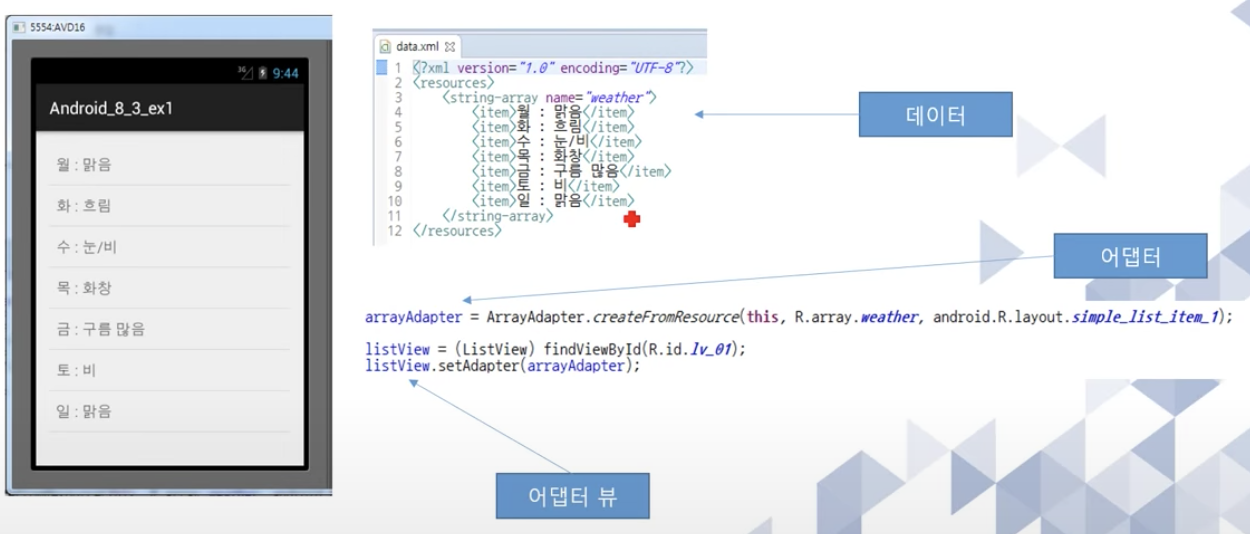 5554:AVD16
3G 9:44
Android_8_3_ex1
월 : 맑음
화 : 흐림
수 : 눈/비
목 : 화창
금 : 구름 많음
토 : 비
일 : 맑음
data.xml
1 <?xml version="1.0" encoding="UTF-8"?>
2 <resources>
3 <string-array name="weather">
4 <item>월 : 맑음</item>
5 <item>화 : 흐림</item>
6 <item>수 : 눈/비</item>
7 <item>목 : 화창</item>
8 <item>금 : 구름 많음</item>
9 <item>토 : 비</item>
10 <item>일 : 맑음</item>
11 </string-array>
12 </resources>
데이터
어댑터
arrayAdapter = ArrayAdapter.createFromResource(this, R.array.weather, android.R.layout.simple_list_item_1);
listView = (ListView) findViewById(R.id.lv_01);
listView.setAdapter(arrayAdapter);
어댑터 뷰